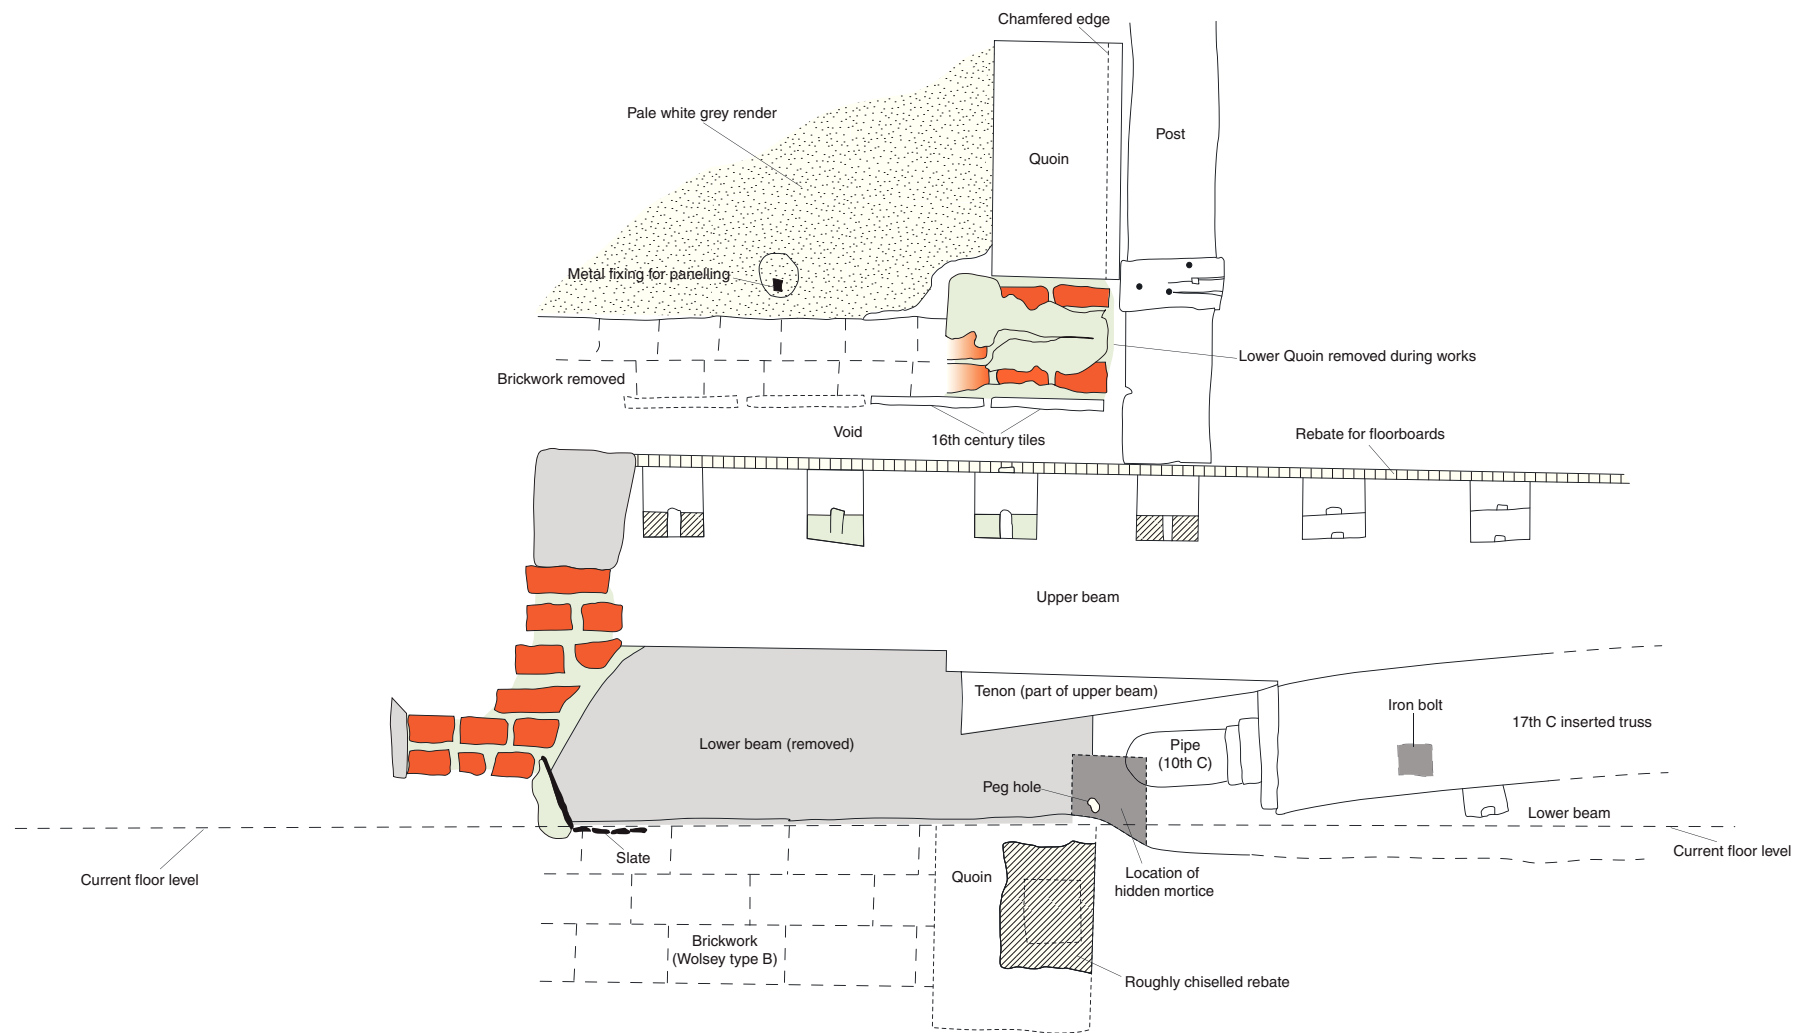 Chamfered edge
Pale white grey render
Post
Quoin
Metal fixing for panelling
Lower Quoin removed during works
Brickwork removed
Void
16th century tiles
Rebate for floorboards
Upper beam
Tenon (part of upper beam)
Iron bolt
17th C inserted truss
Lower beam (removed)
Pipe
(10th C)
Peg hole
Lower beam
Slate
Current floor level
Current floor level
Quoin
Location of
hidden mortice
Brickwork
(Wolsey type B)
Roughly chiselled rebate